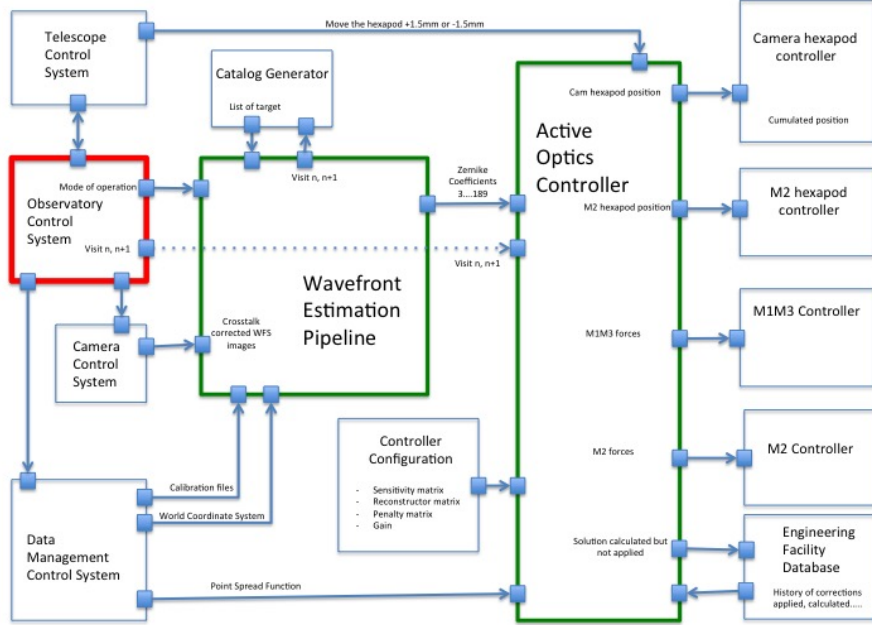 Telescope
Control
System
Move the hexapod +1.5mm or -1.5mm
Catalog Generator
List of target
Visit n, n+1
Camera hexapod
controller
Cumulated position
Cam hexapod position
Active
Optics
Controller
Mode of operation
Observatory
Control
System
Visit n, n+1
Zernike
Coefficients
3....189
Visit n, n+1
M2 hexapod position
M2 hexapod
controller
Wavefront
Estimation
Pipeline
Crosstalk
corrected WFS
images
Camera
Control
System
M1M3 forces
M1M3 Controller
Controller
Configuration
- Sensitivity matrix
- Reconstructor matrix
- Penalty matrix
- Gain
M2 forces
M2 Controller
Calibration files
World Coordinate System
Data
Management
Control System
Point Spread Function
Solution calculated but
not applied
Engineering
Facility
Database
History of corrections
applied, calculated.....